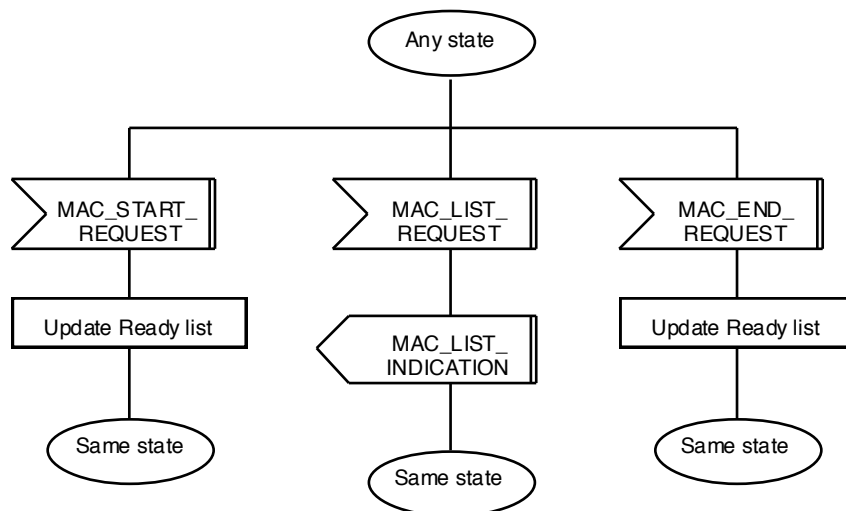 Any state
MAC_START_
REQUEST
MAC_LIST_
REQUEST
MAC_END_
REQUEST
Update Ready list
MAC_LIST_
INDICATION
Update Ready list
Same state
Same state
Same state